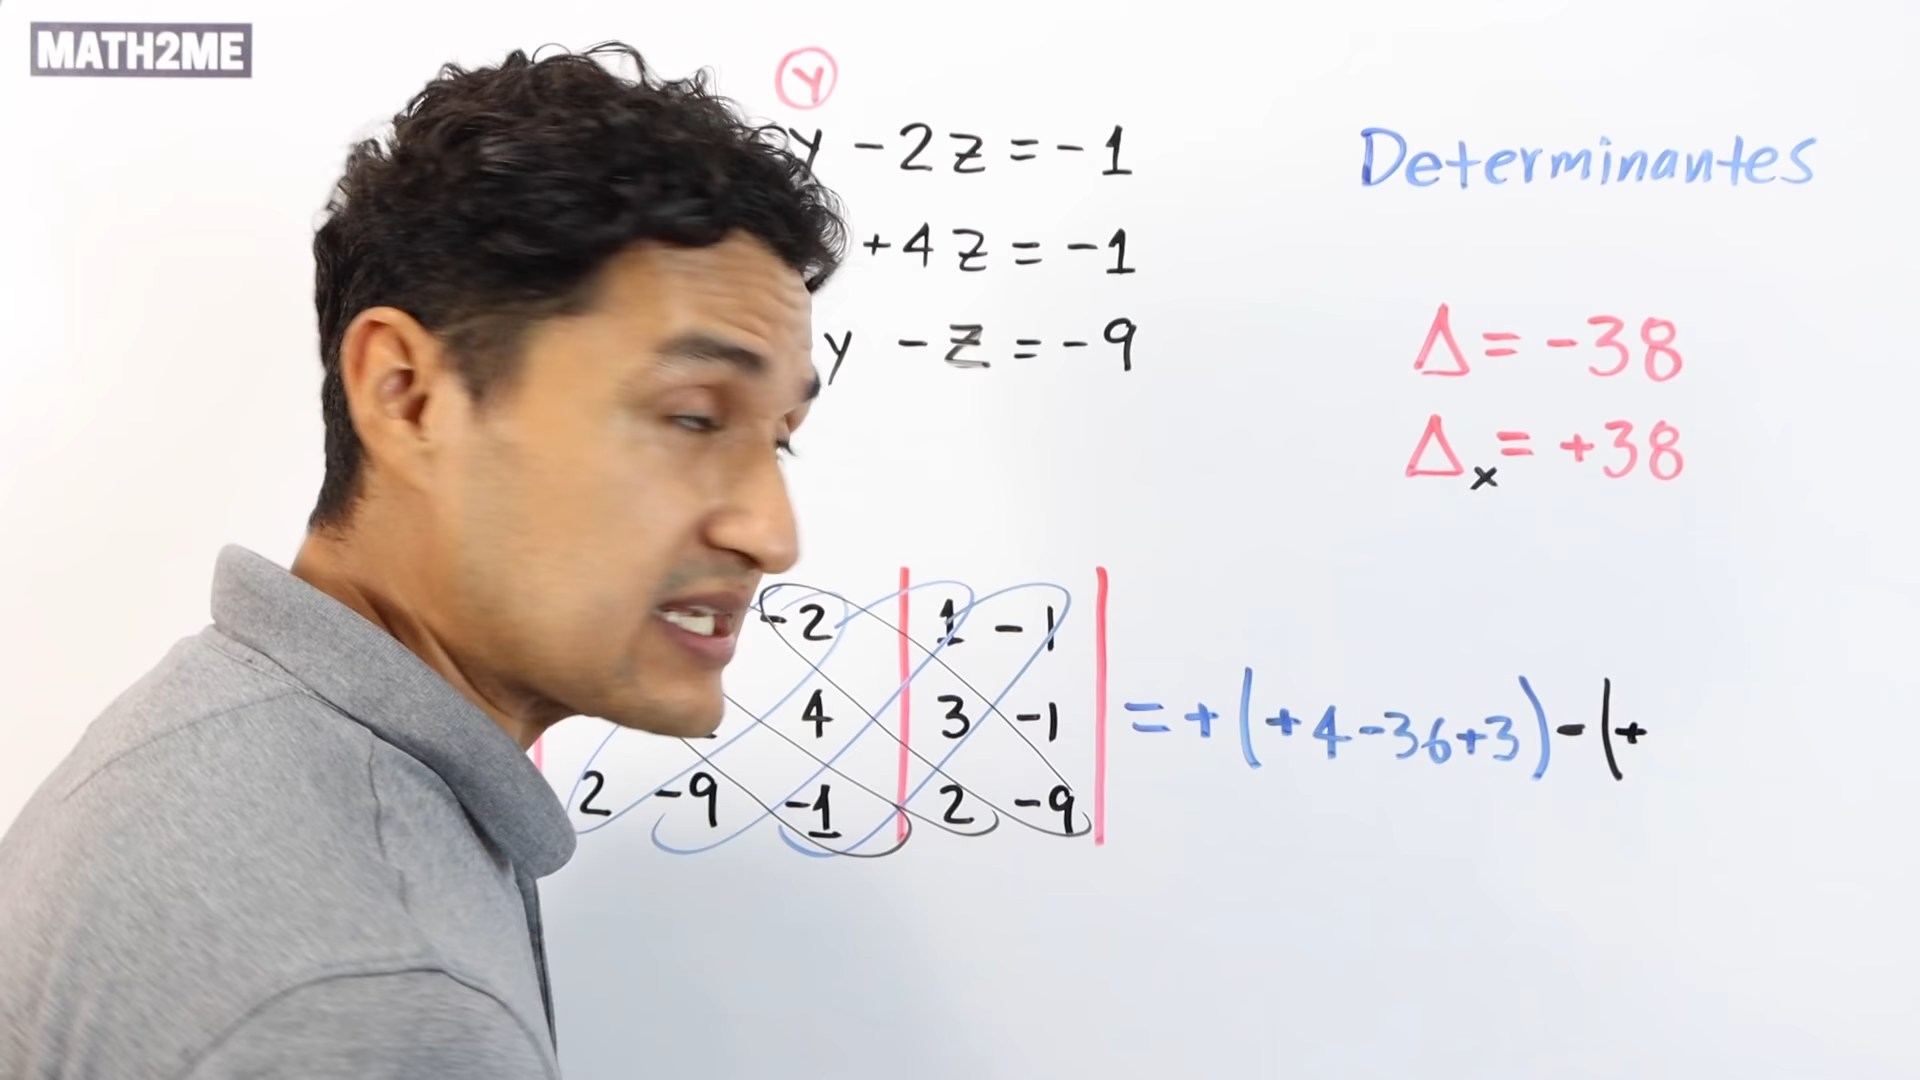 MATH2ME
Y
y - 2z = -1
+4z = -1
y - z = -9
Determinantes
Δ = -38
Δx = +38
-2 | 1 -1 |
4 | 3 -1 | = +(+4-36+3)-(+
2 -9 -1 | 2 -9 |